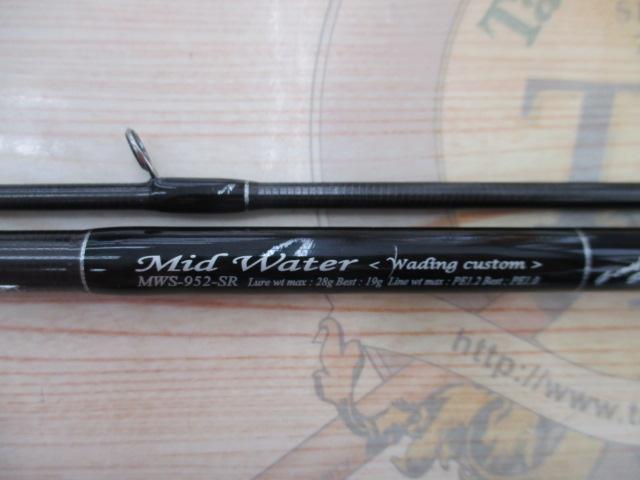 Mid Water < Wading custom >
MWS-952-SR Lure wt max : 28g Best : 19g Line wt max : PE1.2 Best : PE1.0
http://www.t